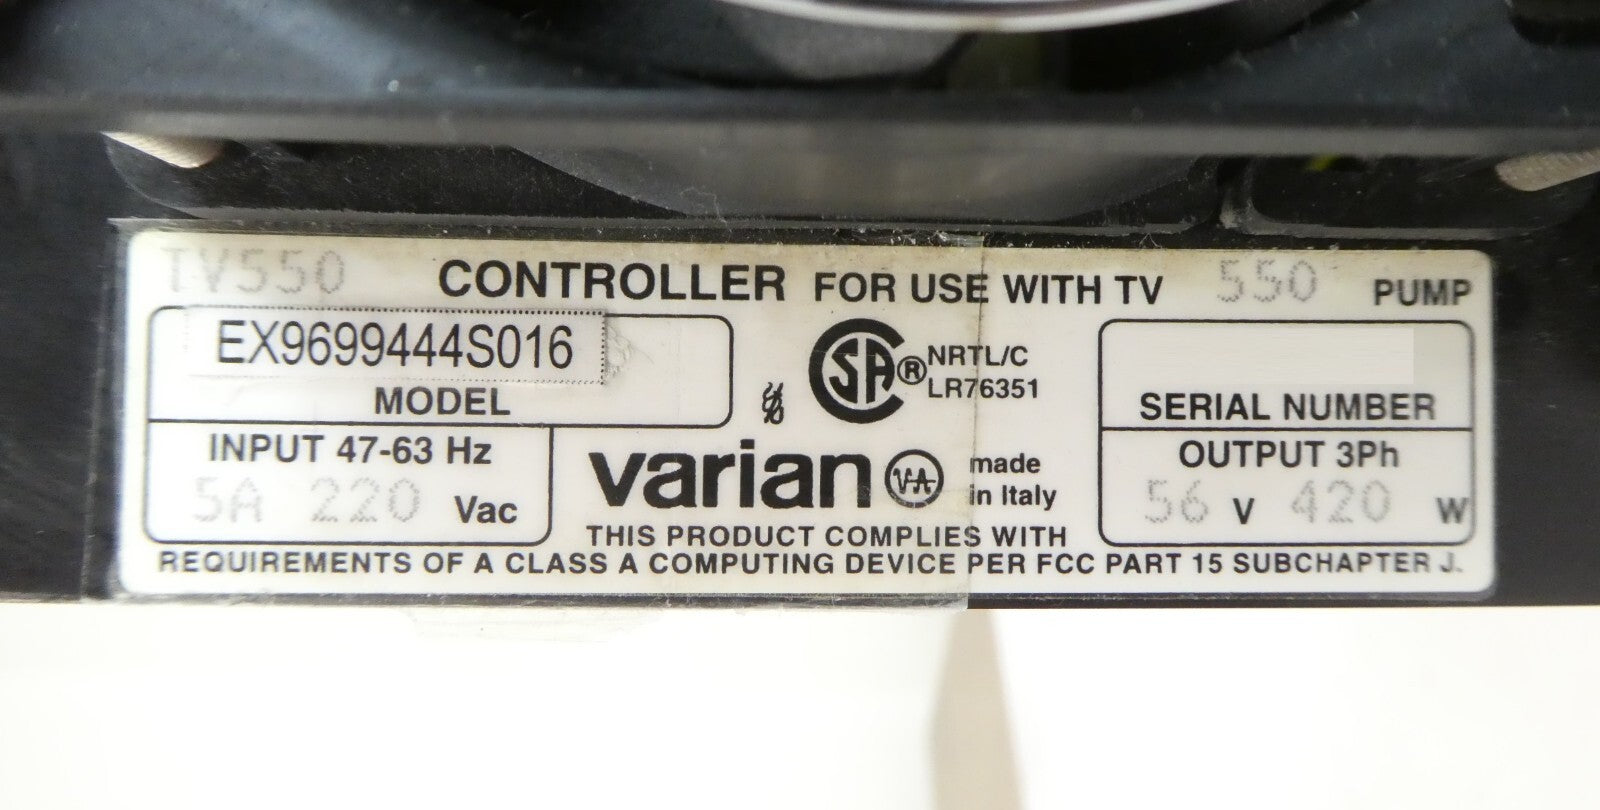 TV550 CONTROLLER FOR USE WITH TV 550 PUMP
EX9699444S016
MODEL
INPUT 47-63 Hz
5A 220 Vac
SA® NRTL/C
LR76351
varian VA made
in Italy
SERIAL NUMBER
OUTPUT 3Ph
56 V 420 W
THIS PRODUCT COMPLIES WITH
REQUIREMENTS OF A CLASS A COMPUTING DEVICE PER FCC PART 15 SUBCHAPTER J.